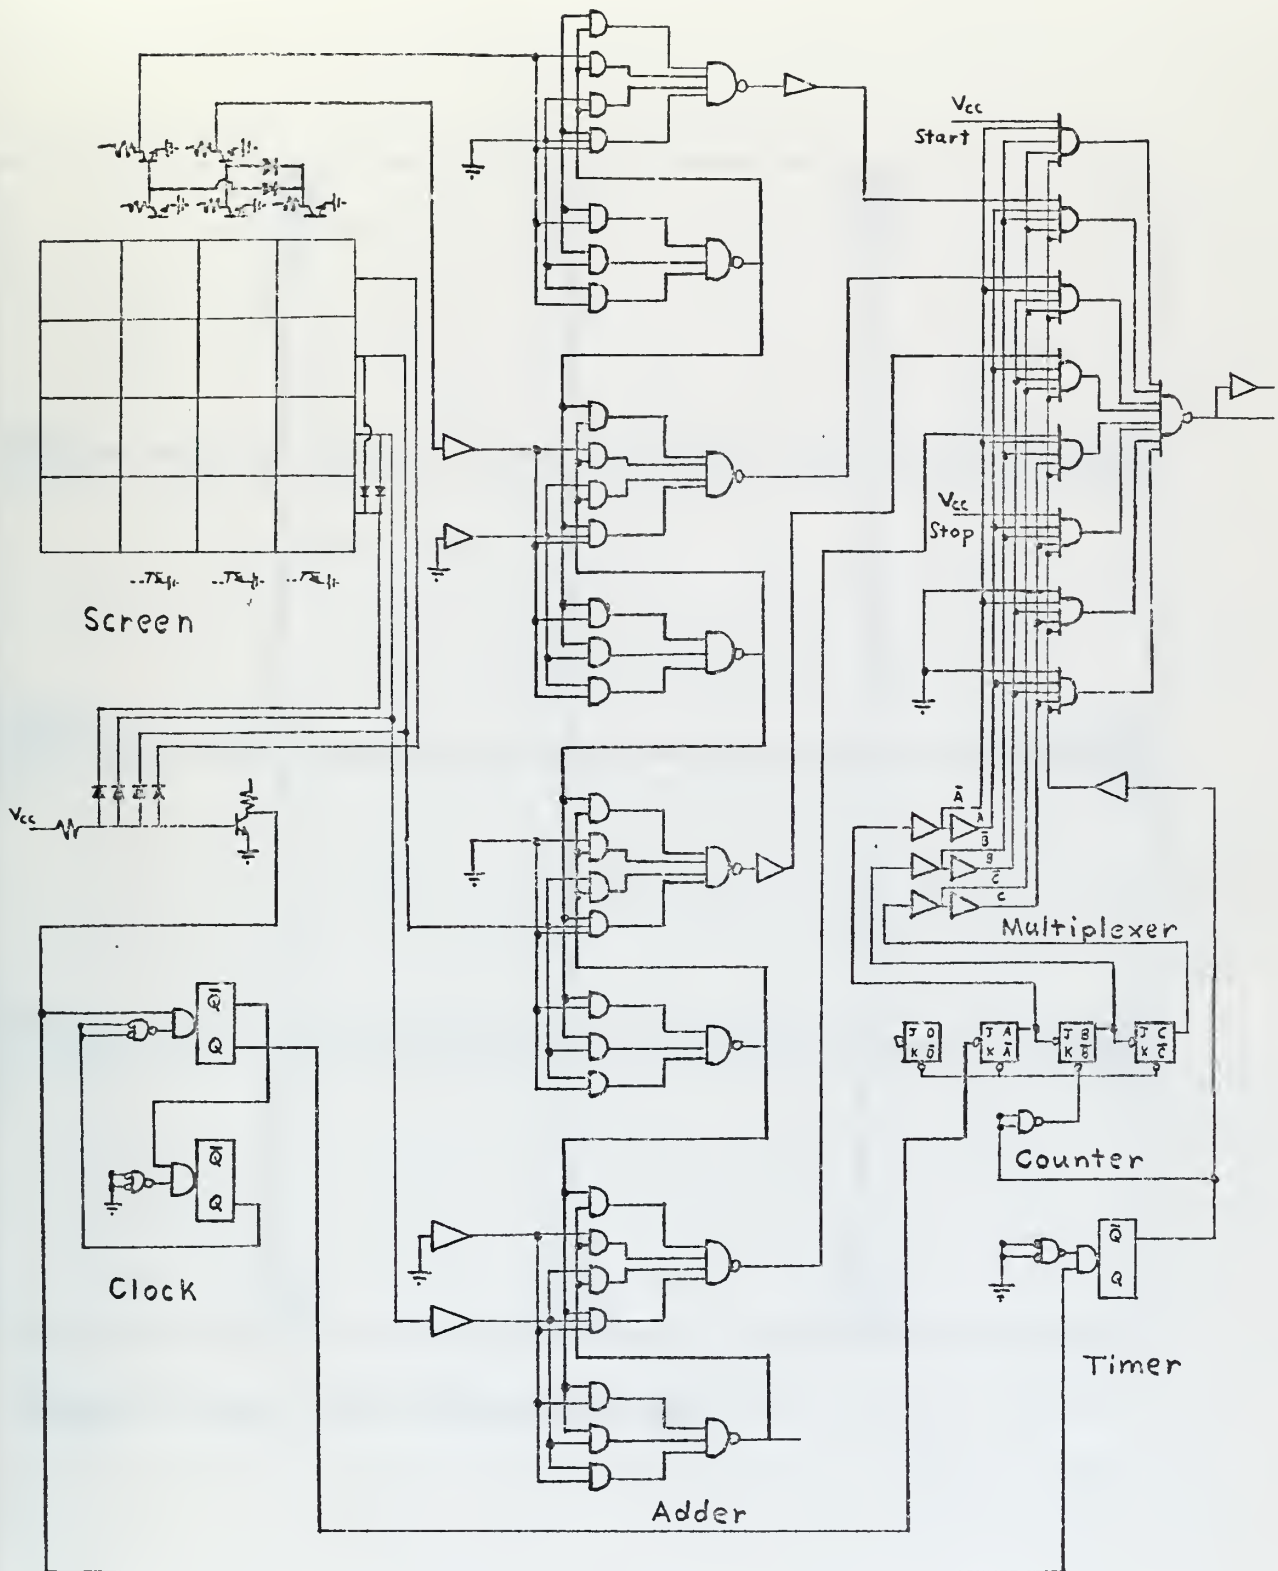 Vcc
Start
Vcc
Stop
Screen
Vcc
Ā
A
B̄
B
C̄
C
Multiplexer
Q̄
Q
J A
K Ā
J B
K B̄
J C
K C̄
Q̄
Q
Counter
Clock
Q̄
Q
Timer
Adder